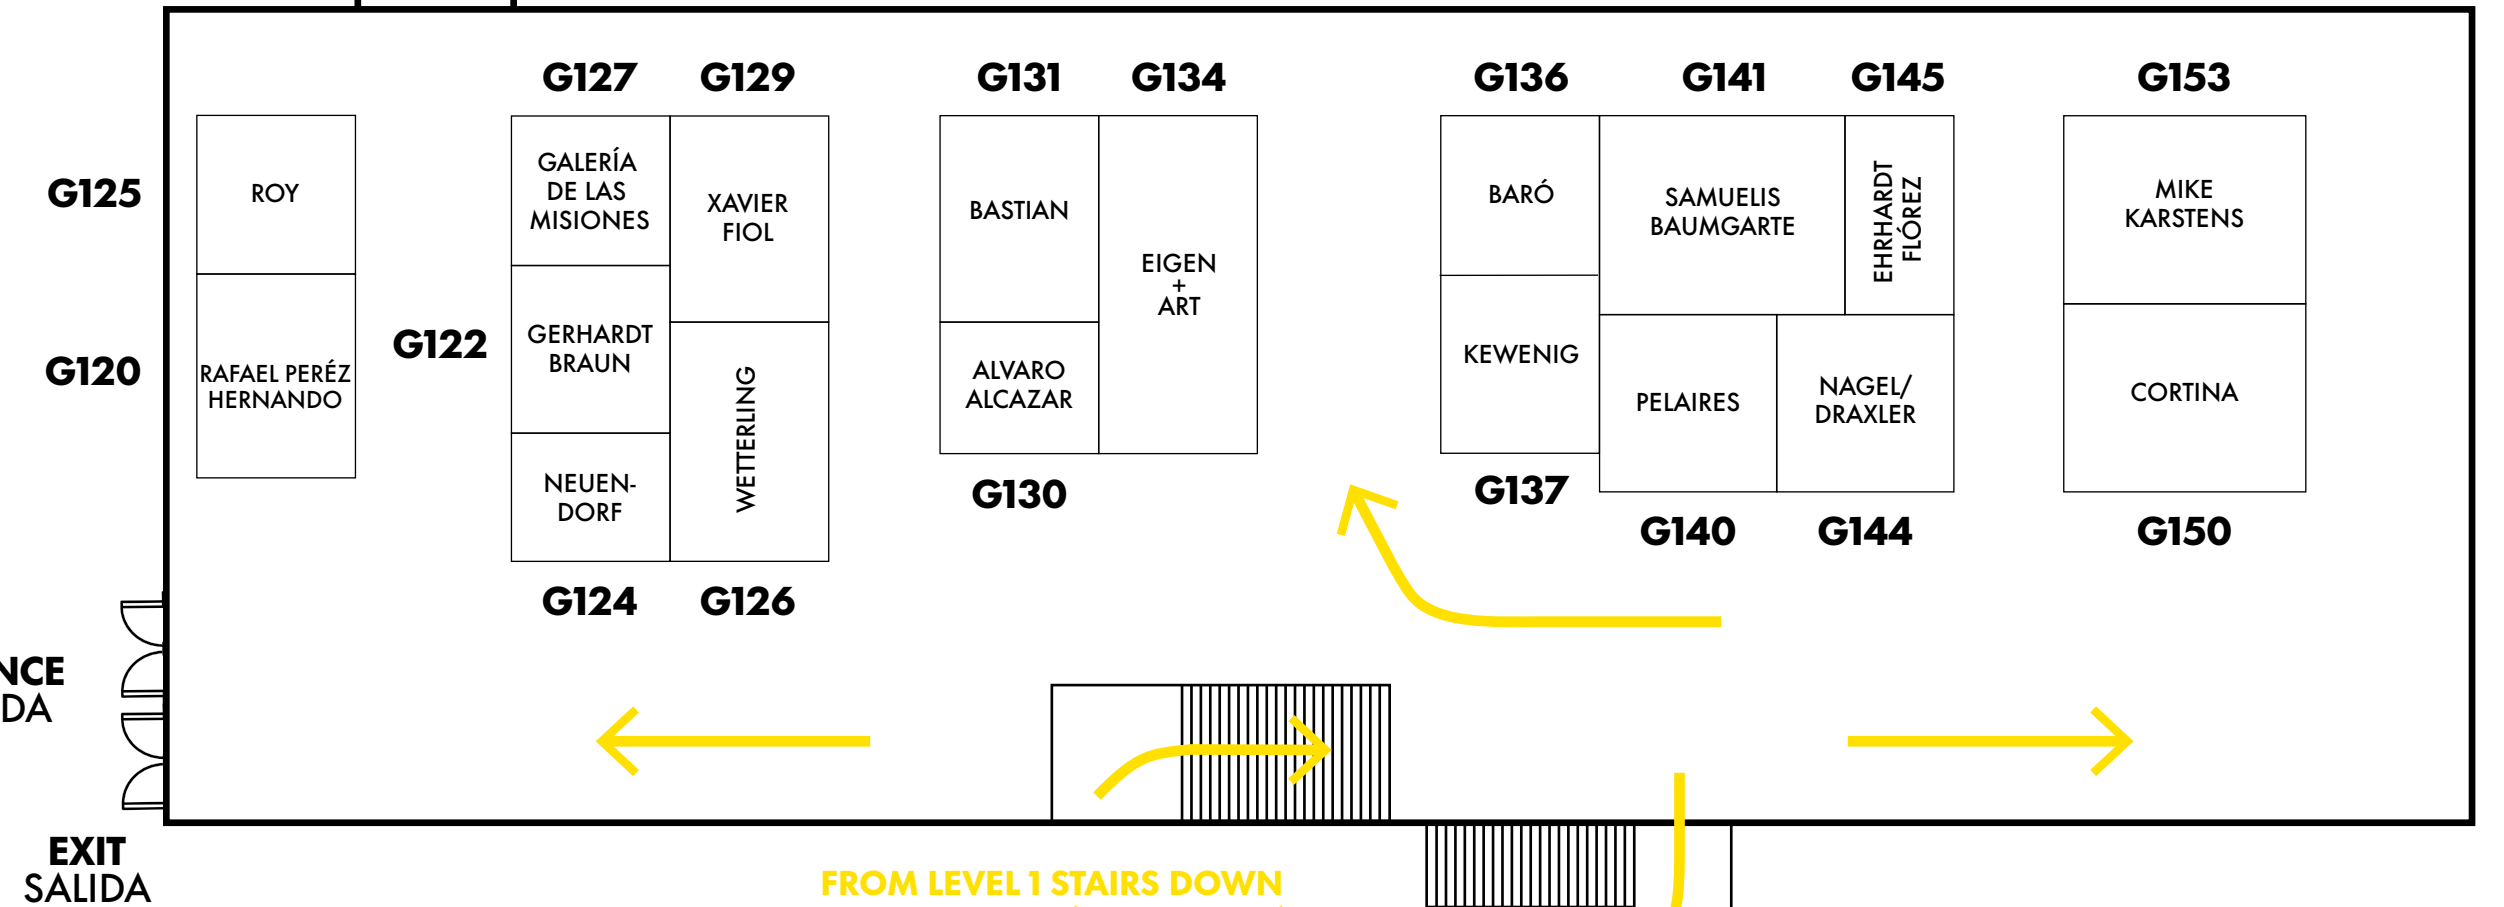 G127
G129
G131
G134
G136
G141
G145
G153
G125
ROY
GALERÍA
DE LAS
MISIONES
XAVIER
FIOL
BASTIAN
EIGEN
+
ART
BARÓ
SAMUELIS
BAUMGARTE
EHRHARDT
FLÓREZ
MIKE
KARSTENS
G120
RAFAEL PERÉZ
HERNANDO
G122
GERHARDT
BRAUN
WETTERLING
ALVARO
ALCAZAR
KEWENIG
PELAIRES
NAGEL/
DRAXLER
CORTINA
NEUEN-
DORF
G130
G137
G140
G144
G150
G124
G126
NCE
DA
EXIT
SALIDA
FROM LEVEL 1 STAIRS DOWN